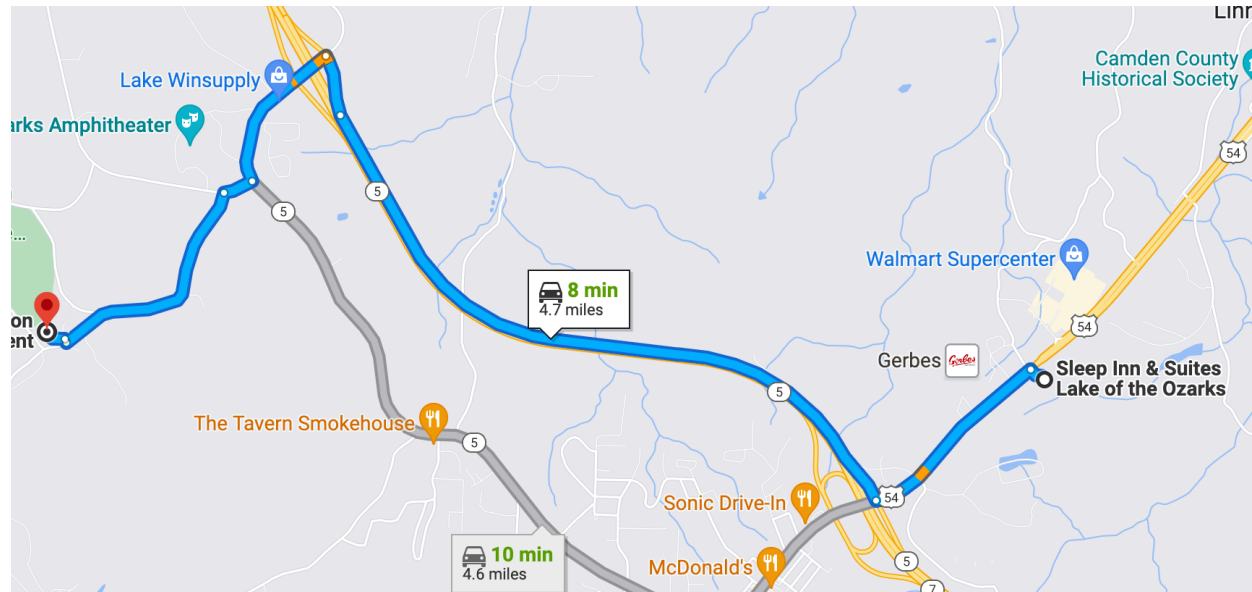 Linn
Camden County
Historical Society
Lake Winsupply
arks Amphitheater
54
5
5
...
Walmart Supercenter
8 min
4.7 miles
on
ent
54
Gerbes
Gerbes
Sleep Inn & Suites
Lake of the Ozarks
5
The Tavern Smokehouse
5
54
Sonic Drive-In
10 min
4.6 miles
McDonald's
5
7